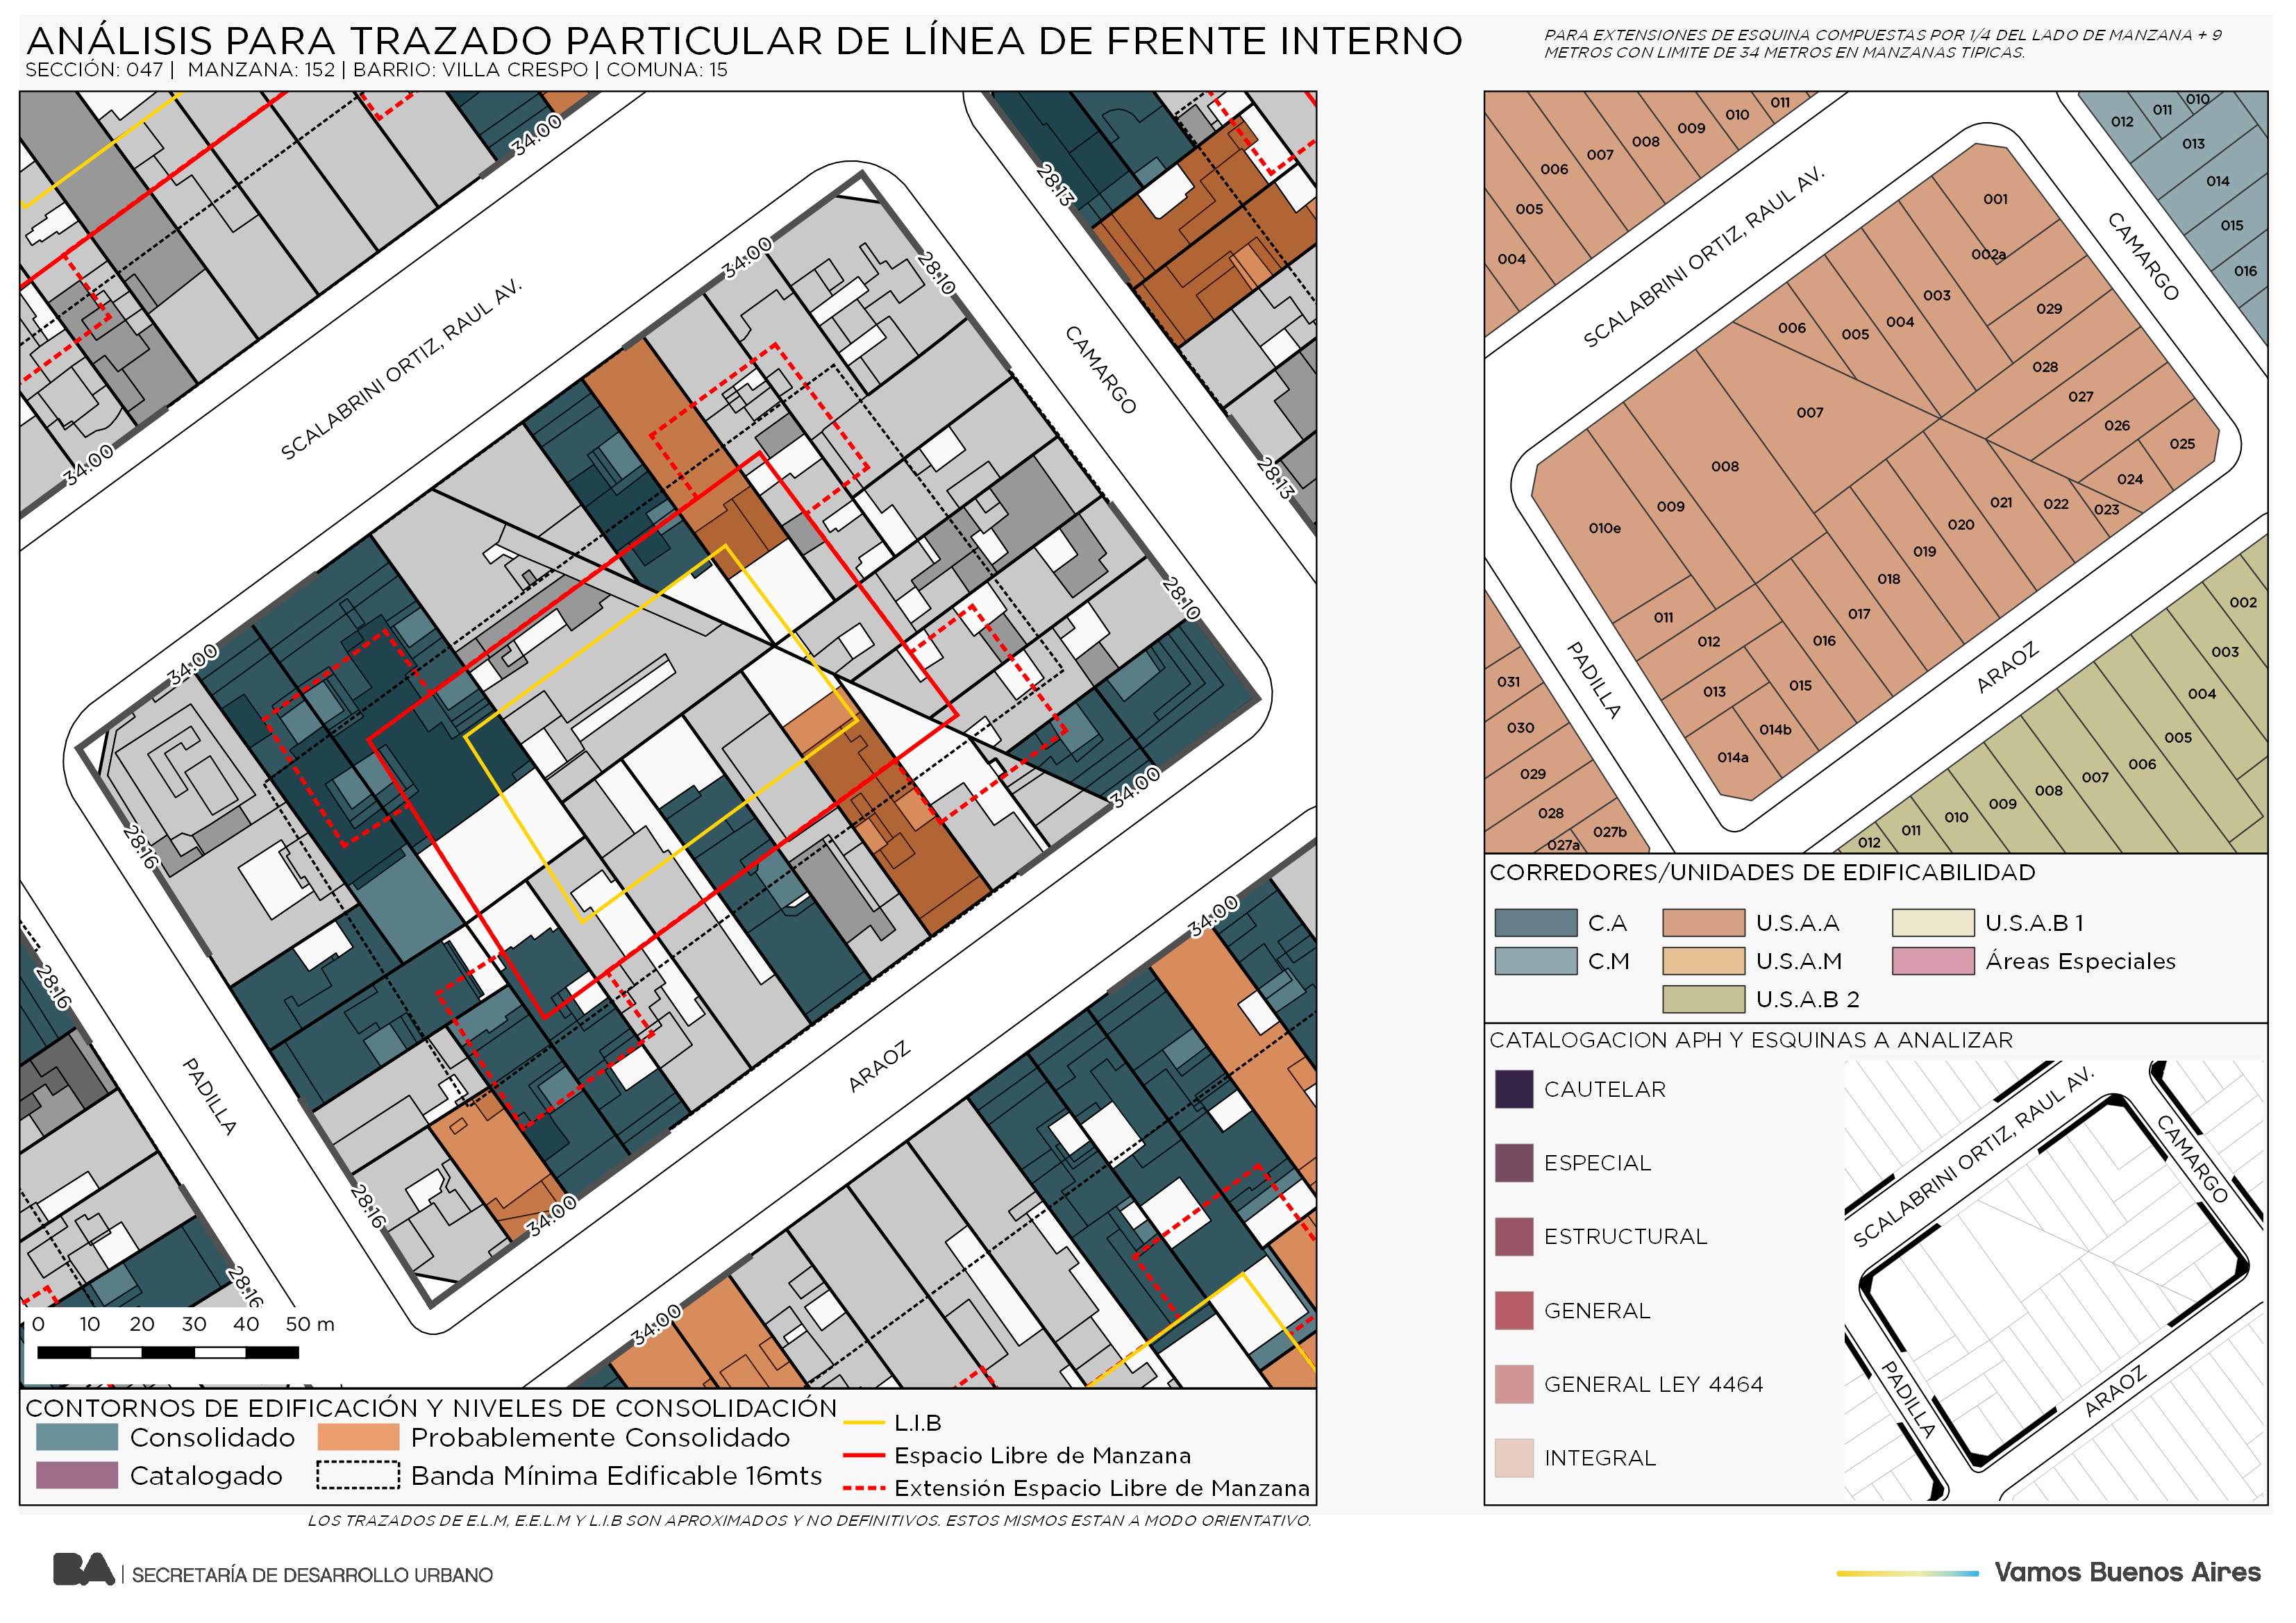 ANÁLISIS PARA TRAZADO PARTICULAR DE LÍNEA DE FRENTE INTERNO
SECCIÓN: 047 | MANZANA: 152 | BARRIO: VILLA CRESPO | COMUNA: 15
PARA EXTENSIONES DE ESQUINA COMPUESTAS POR 1/4 DEL LADO DE MANZANA + 9
METROS CON LIMITE DE 34 METROS EN MANZANAS TIPICAS.
34:00
28:13
34:00
28:10
SCALABRINI ORTIZ, RAUL AV.
CAMARGO
34:00
28:13
28:10
34:00
34:00
28:16
34:00
28:16
ARAOZ
PADILLA
28:16
34:00
28:16
34:00
0 10 20 30 40 50 m
011
010
009
008
007
006
005
004
010
011
012
013
014
015
016
SCALABRINI ORTIZ, RAUL AV.
CAMARGO
001
002a
003
029
006
005
004
028
027
007
026
025
008
024
009
021
022
023
010e
020
019
018
011
017
012
016
013
015
014b
014a
PADILLA
ARAOZ
031
030
029
028
027b
027a
002
003
004
005
006
007
008
009
010
011
012
CORREDORES/UNIDADES DE EDIFICABILIDAD
C.A
U.S.A.A
U.S.A.B 1
C.M
U.S.A.M
Áreas Especiales
U.S.A.B 2
CATALOGACION APH Y ESQUINAS A ANALIZAR
CAUTELAR
ESPECIAL
ESTRUCTURAL
GENERAL
GENERAL LEY 4464
INTEGRAL
SCALABRINI ORTIZ, RAUL AV.
CAMARGO
PADILLA
ARAOZ
CONTORNOS DE EDIFICACIÓN Y NIVELES DE CONSOLIDACIÓN
Consolidado
Probablemente Consolidado
Catalogado
Banda Mínima Edificable 16mts
L.I.B
Espacio Libre de Manzana
Extensión Espacio Libre de Manzana
LOS TRAZADOS DE E.L.M, E.E.L.M Y L.I.B SON APROXIMADOS Y NO DEFINITIVOS. ESTOS MISMOS ESTAN A MODO ORIENTATIVO.
BA | SECRETARÍA DE DESARROLLO URBANO
Vamos Buenos Aires